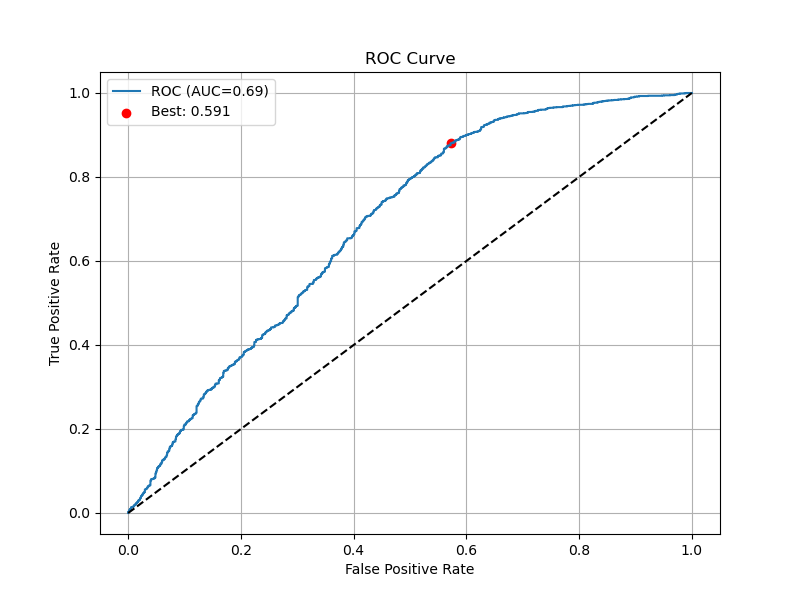 ROC Curve
ROC (AUC=0.69)
Best: 0.591
1.0
0.8
0.6
0.4
0.2
0.0
True Positive Rate
0.0 0.2 0.4 0.6 0.8 1.0
False Positive Rate